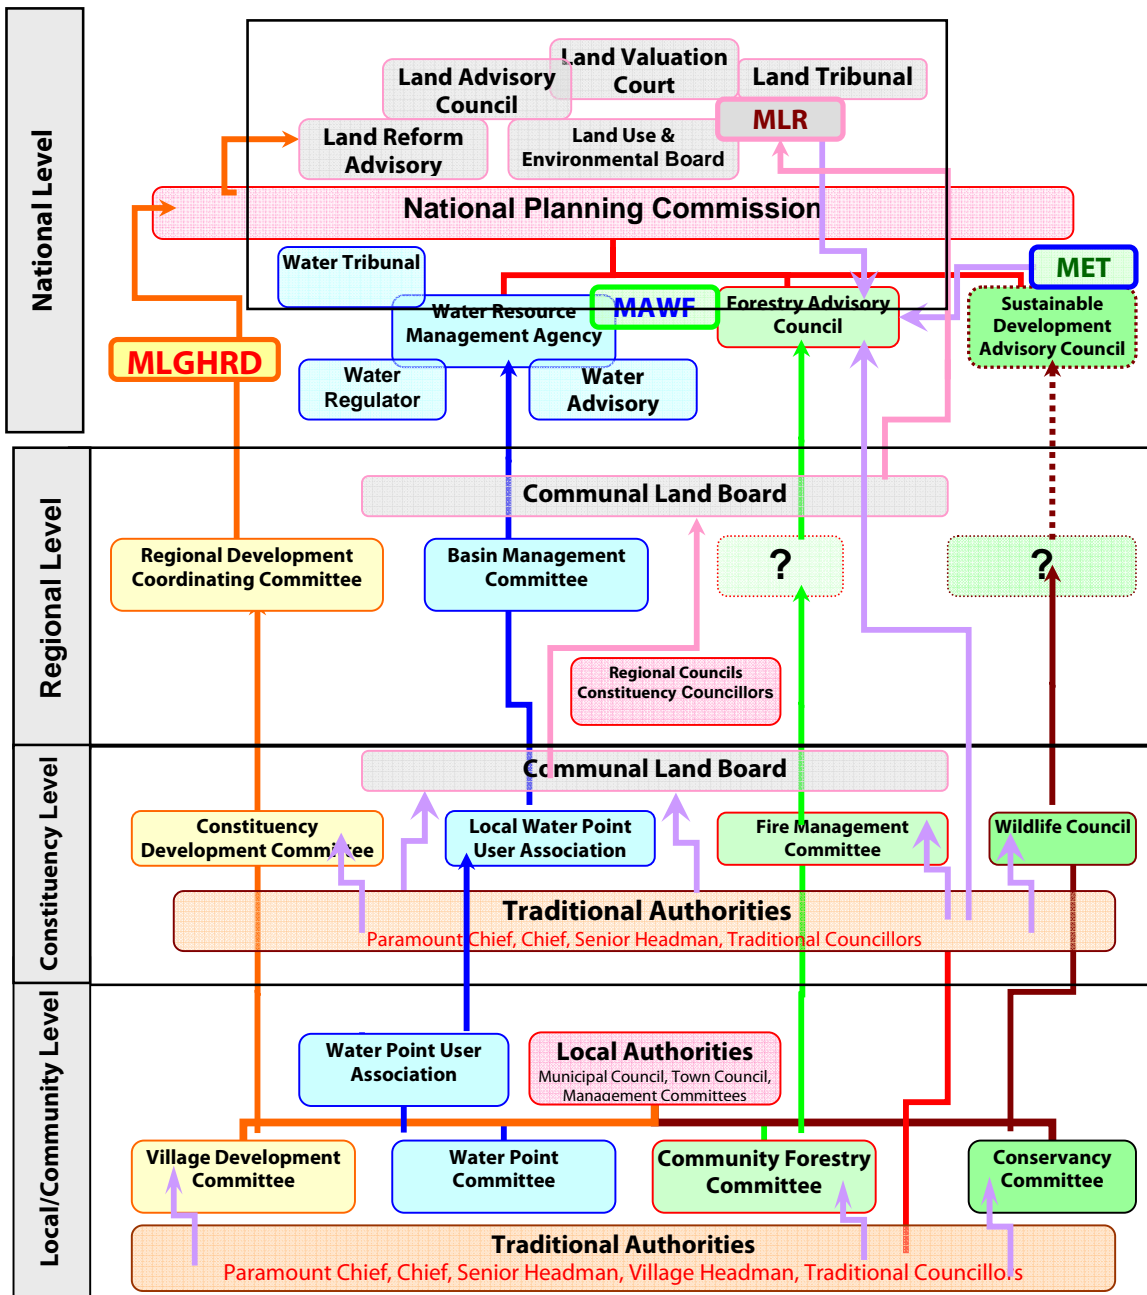 National Level
Land Valuation
Court
Land Advisory
Council
Land Tribunal
MLR
Land Reform
Advisory
Land Use &
Environmental Board
National Planning Commission
Water Tribunal
MET
Water Resource
Management Agency
MAWF
Forestry Advisory
Council
Sustainable
Development
Advisory Council
MLGHRD
Water
Regulator
Water
Advisory
Regional Level
Communal Land Board
Regional Development
Coordinating Committee
Basin Management
Committee
?
?
Regional Councils
Constituency Councillors
Constituency Level
Communal Land Board
Constituency
Development Committee
Local Water Point
User Association
Fire Management
Committee
Wildlife Council
Traditional Authorities
Paramount Chief, Chief, Senior Headman, Traditional Councillors
Local/Community Level
Water Point User
Association
Local Authorities
Municipal Council, Town Council,
Management Committees
Village Development
Committee
Water Point
Committee
Community Forestry
Committee
Conservancy
Committee
Traditional Authorities
Paramount Chief, Chief, Senior Headman, Village Headman, Traditional Councillors